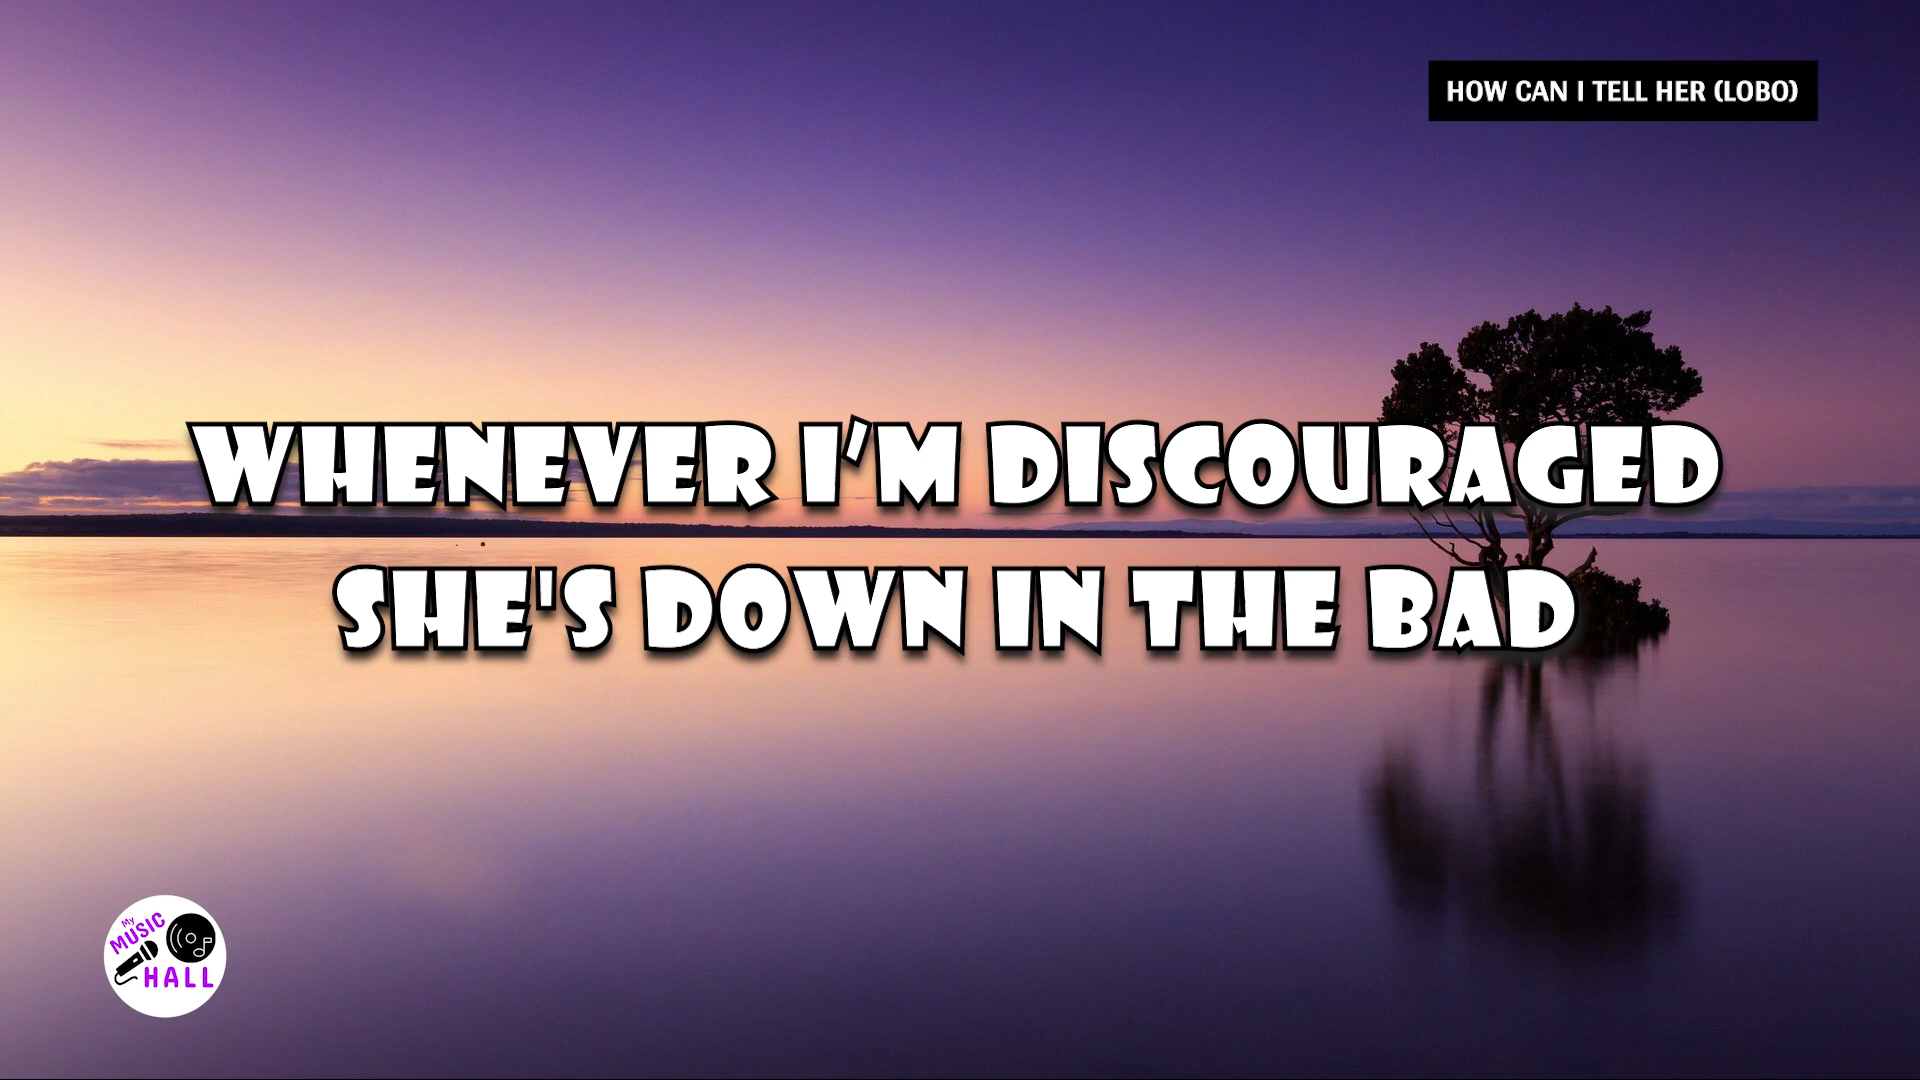 HOW CAN I TELL HER (LOBO)
WHENEVER I’M DISCOURAGED
SHE'S DOWN IN THE BAD
My
MUSIC
HALL